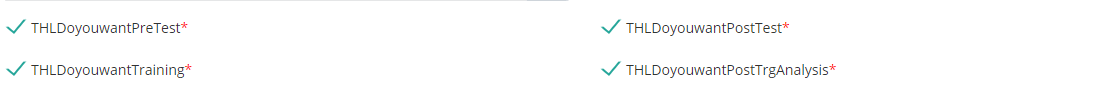 THLDoyouwantPreTest*
THLDoyouwantPostTest*
THLDoyouwantTraining*
THLDoyouwantPostTrgAnalysis*